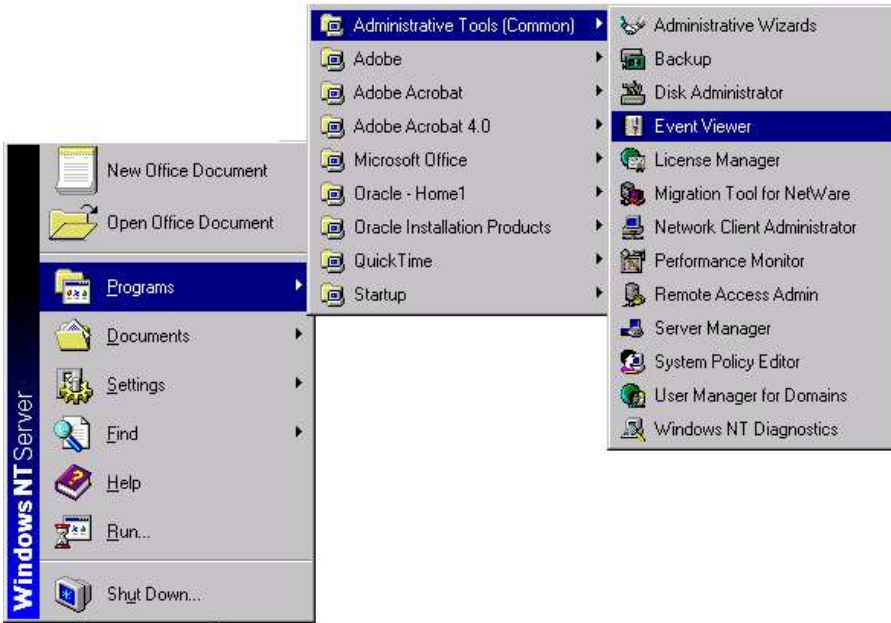 New Office Document
Open Office Document
Programs
Documents
Settings
Find
Help
Run...
Shut Down...
Windows NT Server
Administrative Tools (Common)
Adobe
Adobe Acrobat
Adobe Acrobat 4.0
Microsoft Office
Oracle - Home1
Oracle Installation Products
QuickTime
Startup
Administrative Wizards
Backup
Disk Administrator
Event Viewer
License Manager
Migration Tool for NetWare
Network Client Administrator
Performance Monitor
Remote Access Admin
Server Manager
System Policy Editor
User Manager for Domains
Windows NT Diagnostics